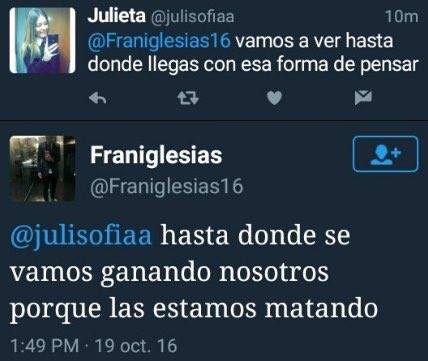 Julieta @julisofiaa 10m
@Franiglesias16 vamos a ver hasta
donde llegas con esa forma de pensar
Franiglesias
@Franiglesias16
@julisofiaa hasta donde se
vamos ganando nosotros
porque las estamos matando
1:49 PM · 19 oct. 16